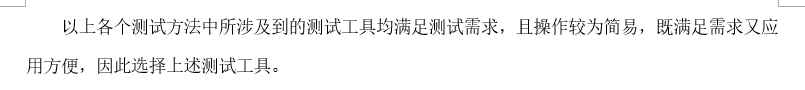 以上各个测试方法中所涉及到的测试工具均满足测试需求，且操作较为简易，既满足需求又应
用方便，因此选择上述测试工具。